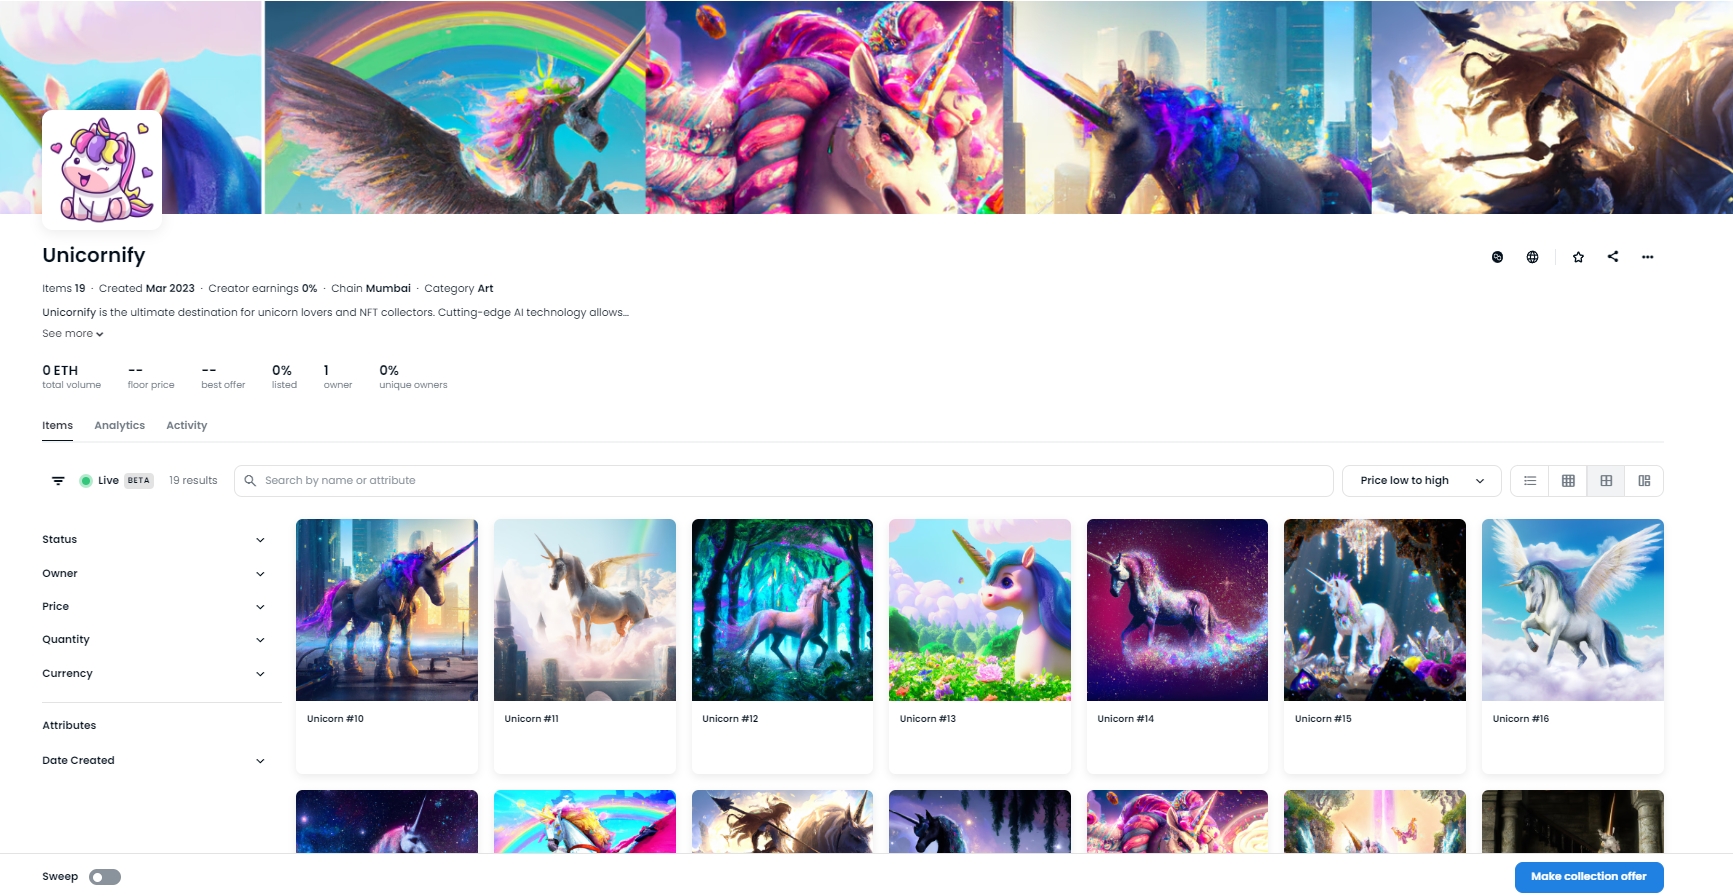 Unicornify
Items 19 · Created Mar 2023 · Creator earnings 0% · Chain Mumbai · Category Art
Unicornify is the ultimate destination for unicorn lovers and NFT collectors. Cutting-edge AI technology allows...
See more
0 ETH
total volume
--
floor price
--
best offer
0%
listed
1
owner
0%
unique owners
Items Analytics Activity
Live BETA 19 results Search by name or attribute Price low to high
Status
Owner
Price
Quantity
Currency
Attributes
Date Created
Unicorn #10
Unicorn #11
Unicorn #12
Unicorn #13
Unicorn #14
Unicorn #15
Unicorn #16
Sweep
Make collection offer